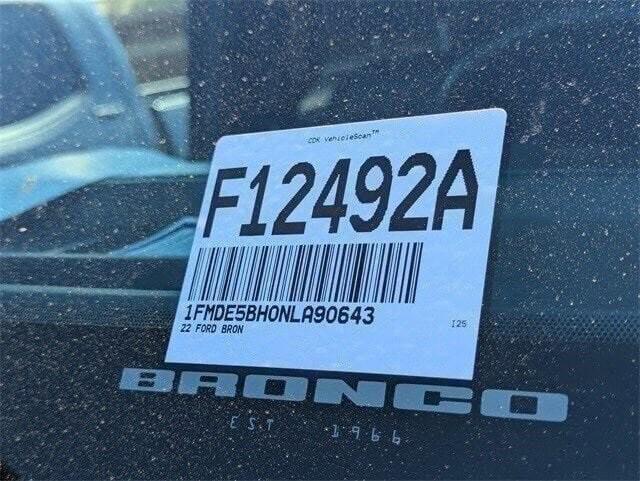 CDK VehicleScan™
F12492A
1FMDE5BH0NLA90643
22 FORD BRON
I25
BRONCO
EST 1966